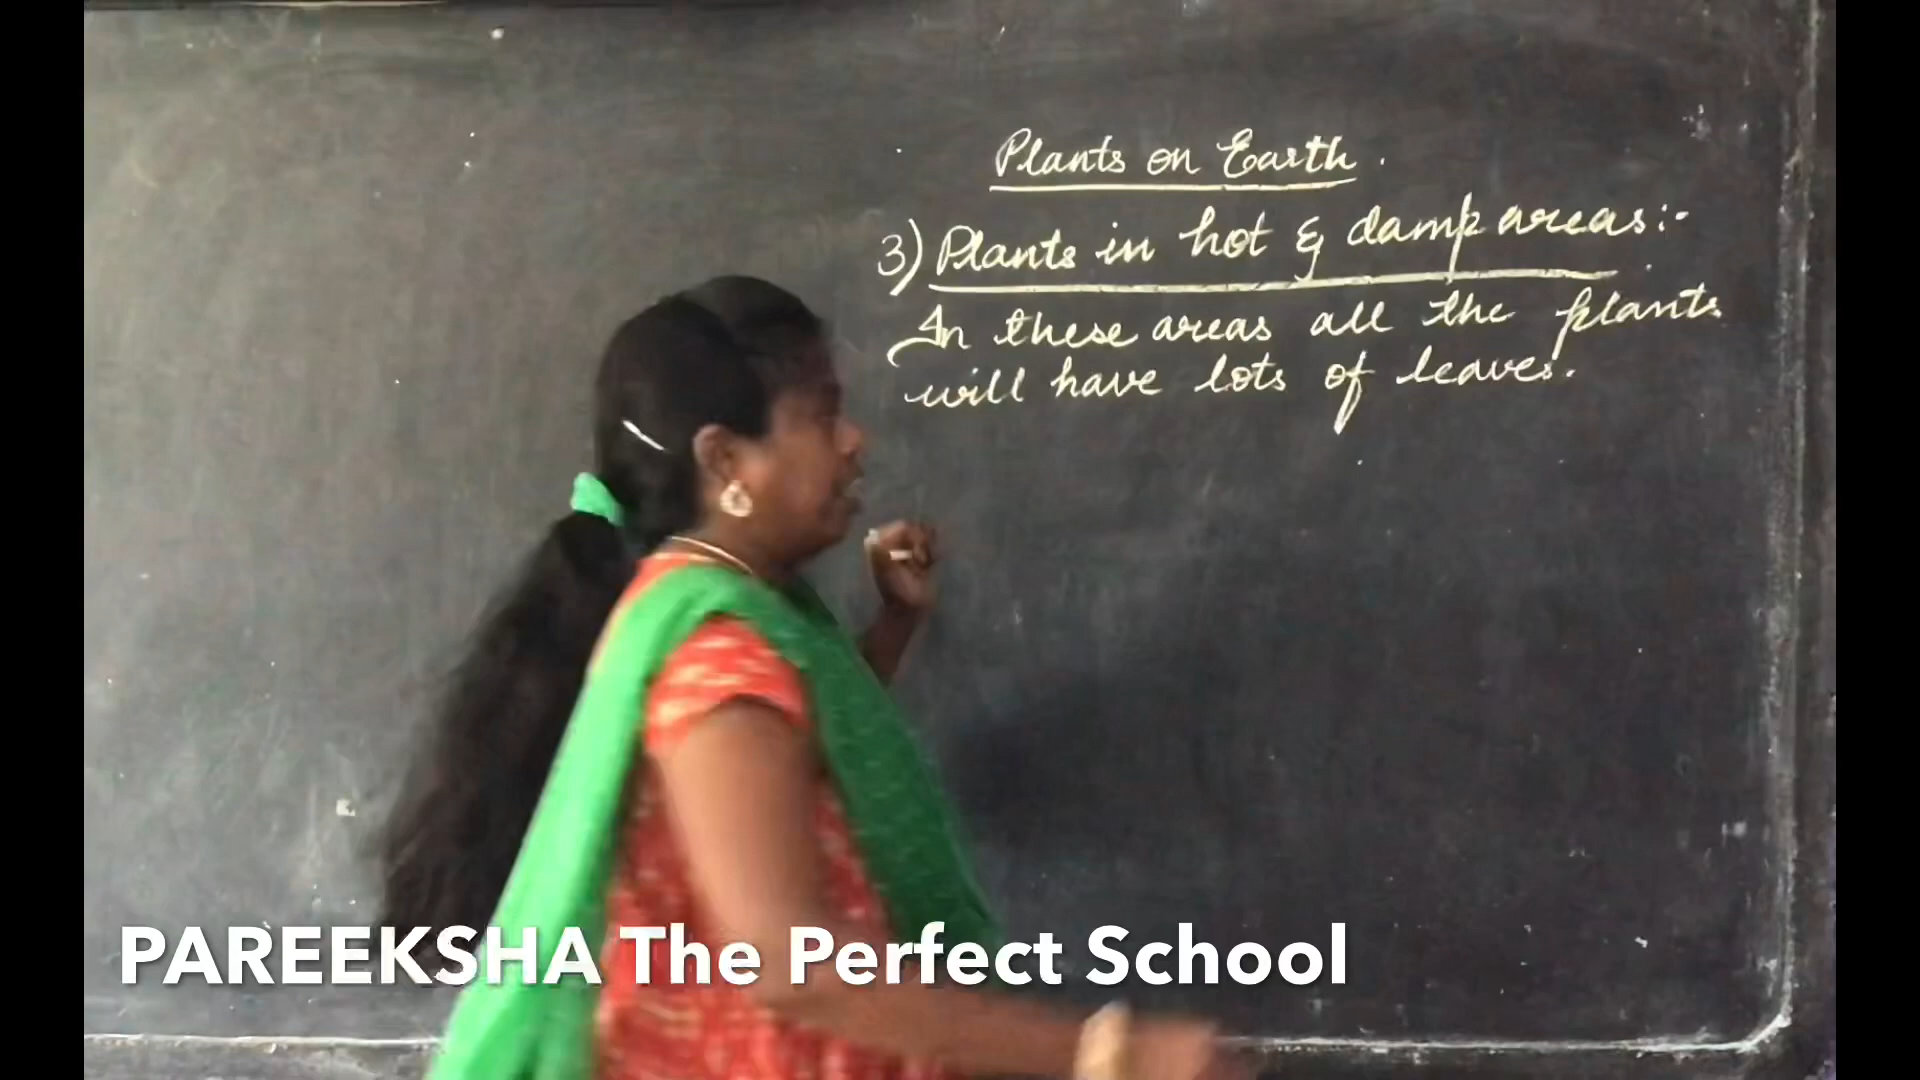 Plants on Earth.
3) Plants in hot & damp areas:-
In these areas all the plants
will have lots of leaves.
PAREEKSHA The Perfect School